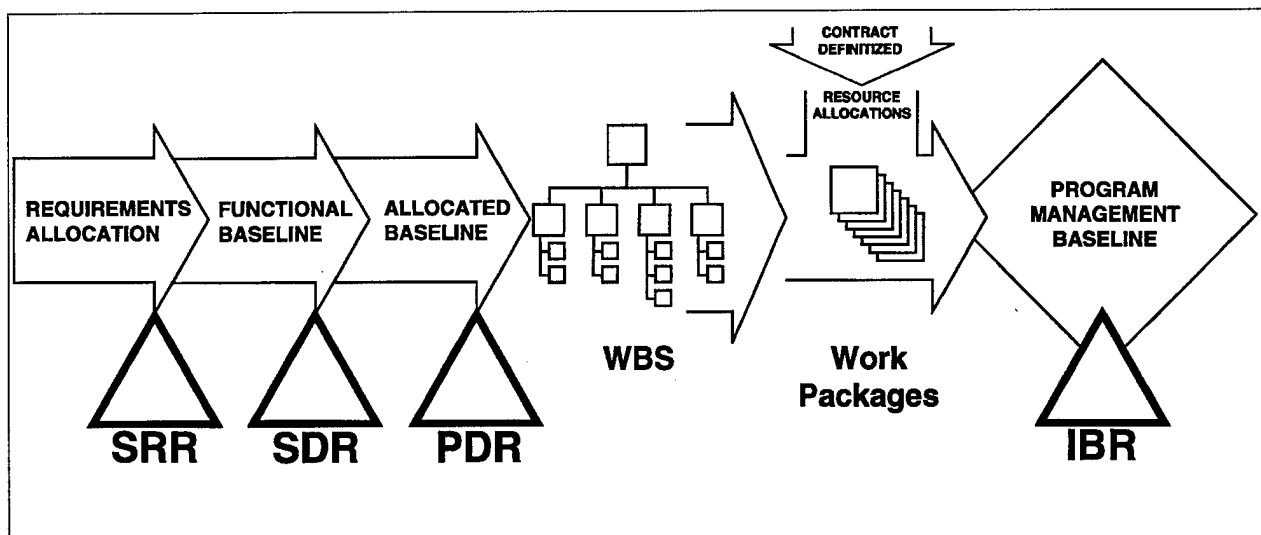 CONTRACT
DEFINITIZED
RESOURCE
ALLOCATIONS
REQUIREMENTS
ALLOCATION
FUNCTIONAL
BASELINE
ALLOCATED
BASELINE
PROGRAM
MANAGEMENT
BASELINE
WBS
Work
Packages
SRR
SDR
PDR
IBR